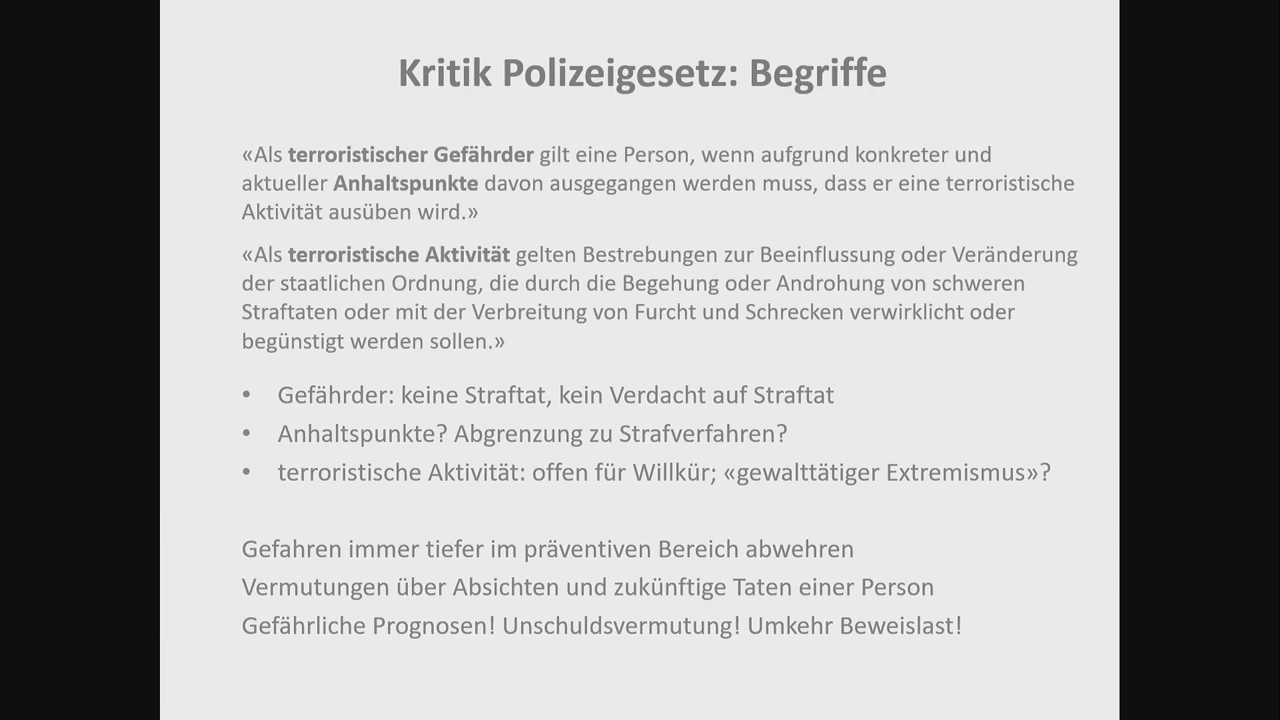 Kritik Polizeigesetz: Begriffe
«Als terroristischer Gefährder gilt eine Person, wenn aufgrund konkreter und
aktueller Anhaltspunkte davon ausgegangen werden muss, dass er eine terroristische
Aktivität ausüben wird.»
«Als terroristische Aktivität gelten Bestrebungen zur Beeinflussung oder Veränderung
der staatlichen Ordnung, die durch die Begehung oder Androhung von schweren
Straftaten oder mit der Verbreitung von Furcht und Schrecken verwirklicht oder
begünstigt werden sollen.»
• Gefährder: keine Straftat, kein Verdacht auf Straftat
• Anhaltspunkte? Abgrenzung zu Strafverfahren?
• terroristische Aktivität: offen für Willkür; «gewalttätiger Extremismus»?
Gefahren immer tiefer im präventiven Bereich abwehren
Vermutungen über Absichten und zukünftige Taten einer Person
Gefährliche Prognosen! Unschuldsvermutung! Umkehr Beweislast!